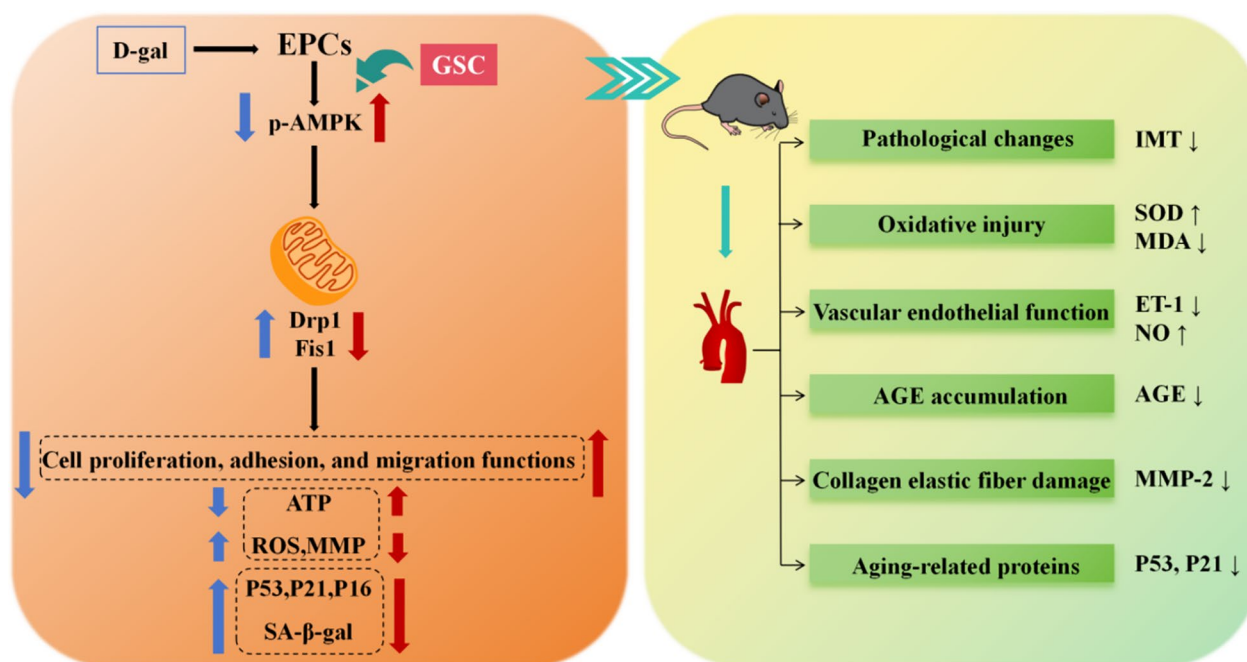 D-gal
EPCs
GSC
p-AMPK
Drp1
Fis1
Cell proliferation, adhesion, and migration functions
ATP
ROS,MMP
P53,P21,P16
SA-β-gal
Pathological changes
IMT ↓
Oxidative injury
SOD ↑
MDA ↓
Vascular endothelial function
ET-1 ↓
NO ↑
AGE accumulation
AGE ↓
Collagen elastic fiber damage
MMP-2 ↓
Aging-related proteins
P53, P21 ↓